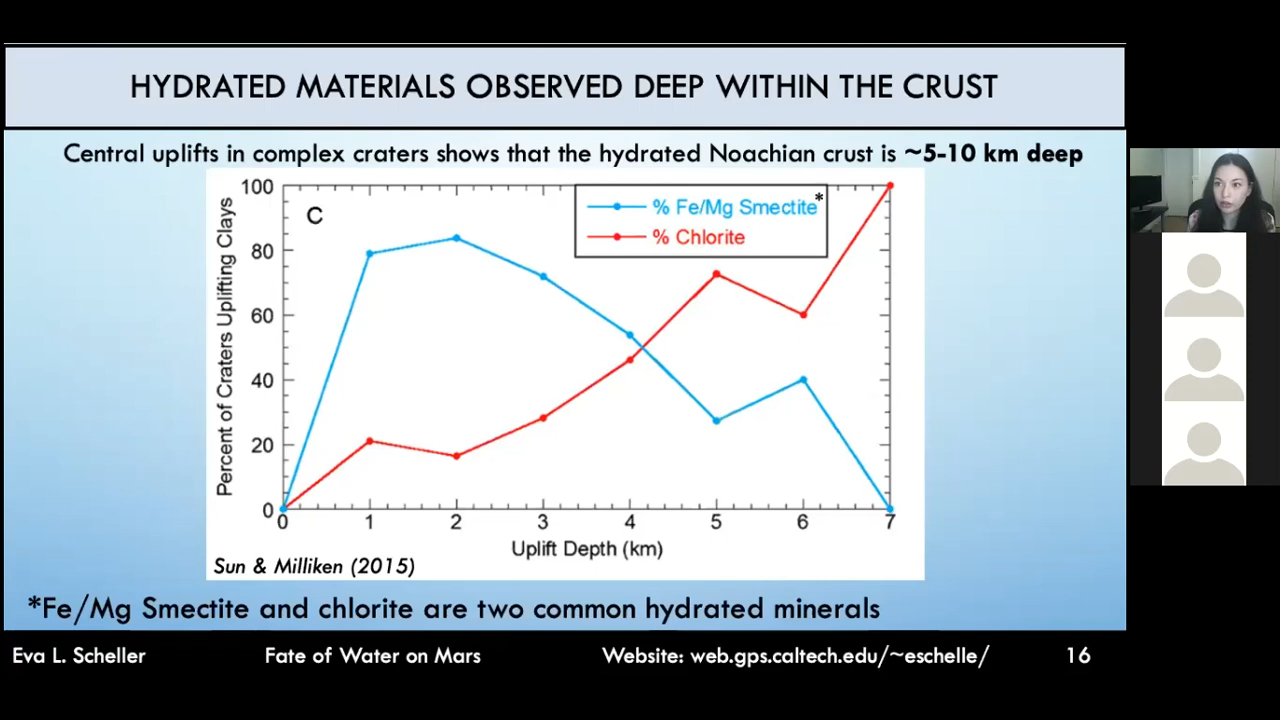 HYDRATED MATERIALS OBSERVED DEEP WITHIN THE CRUST
Central uplifts in complex craters shows that the hydrated Noachian crust is ~5-10 km deep
C
% Fe/Mg Smectite*
% Chlorite
Percent of Craters Uplifting Clays
100
80
60
40
20
0
0 1 2 3 4 5 6 7
Uplift Depth (km)
Sun & Milliken (2015)
*Fe/Mg Smectite and chlorite are two common hydrated minerals
Eva L. Scheller Fate of Water on Mars Website: web.gps.caltech.edu/~eschelle/ 16